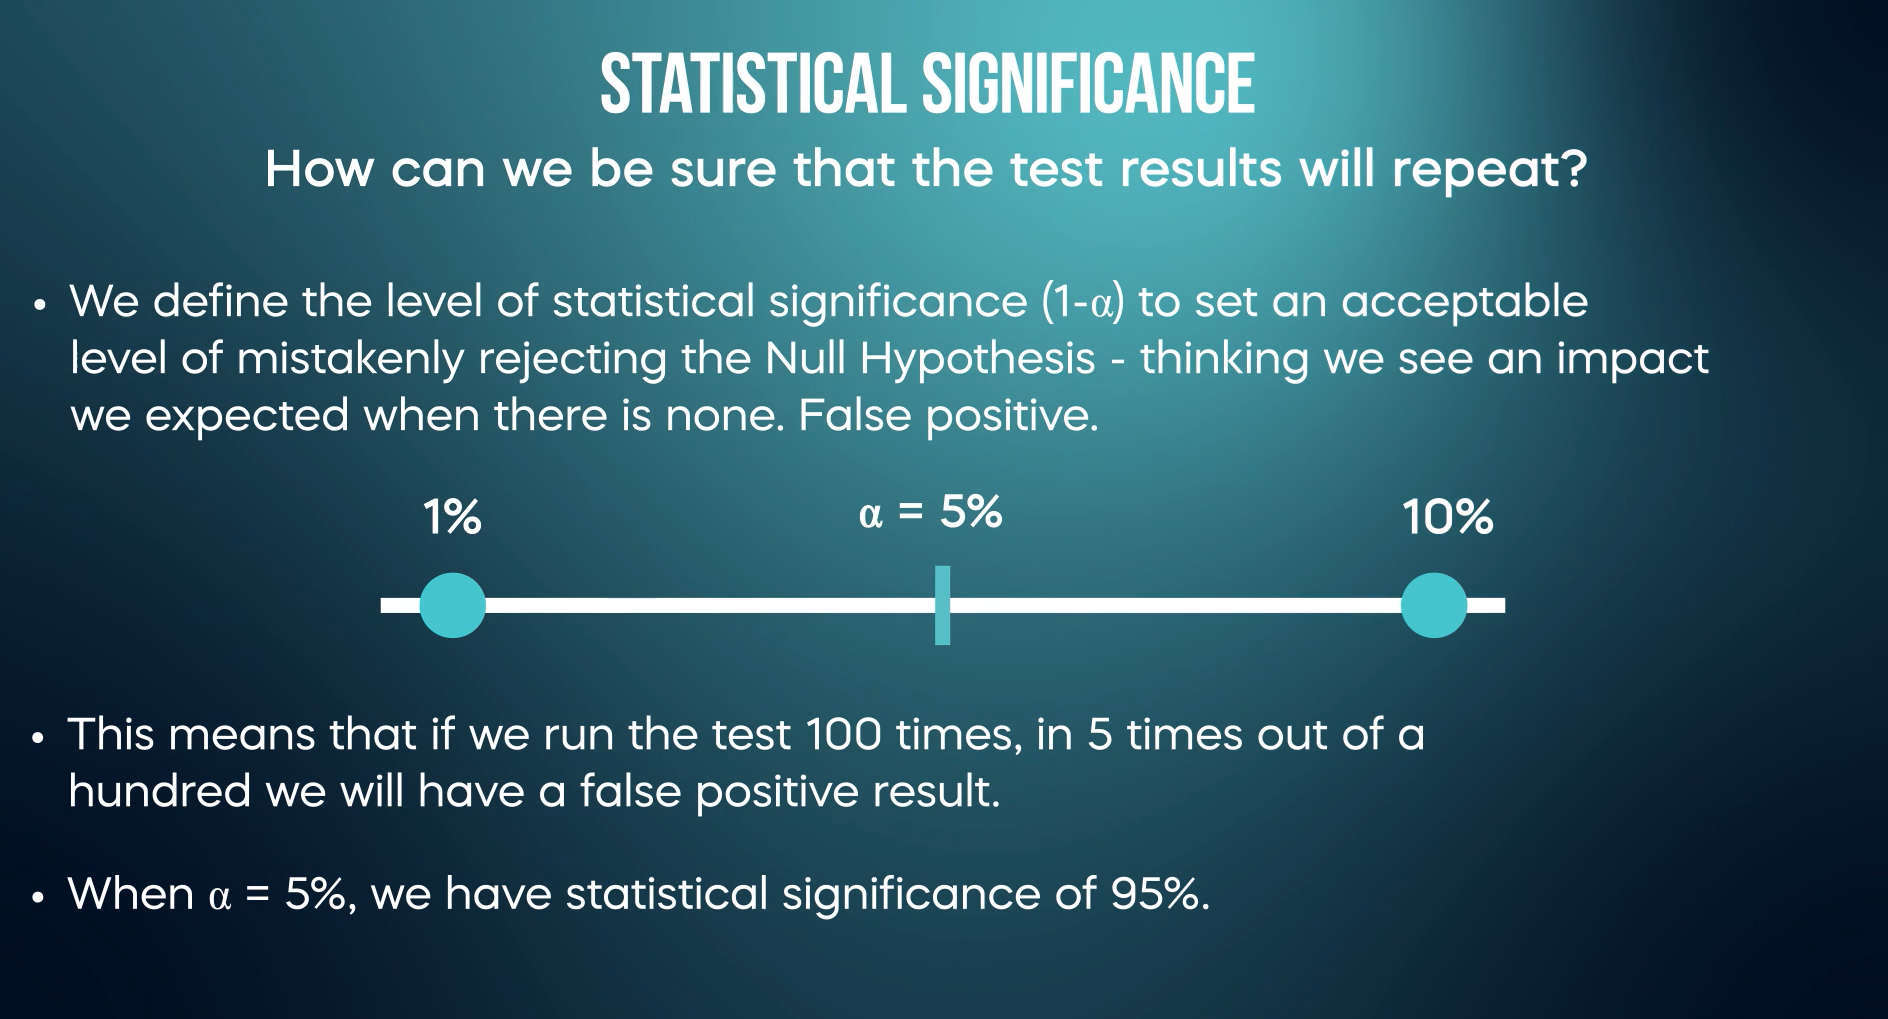 STATISTICAL SIGNIFICANCE
How can we be sure that the test results will repeat?
• We define the level of statistical significance (1-α) to set an acceptable
level of mistakenly rejecting the Null Hypothesis - thinking we see an impact
we expected when there is none. False positive.
1% α = 5% 10%
• This means that if we run the test 100 times, in 5 times out of a
hundred we will have a false positive result.
• When α = 5%, we have statistical significance of 95%.